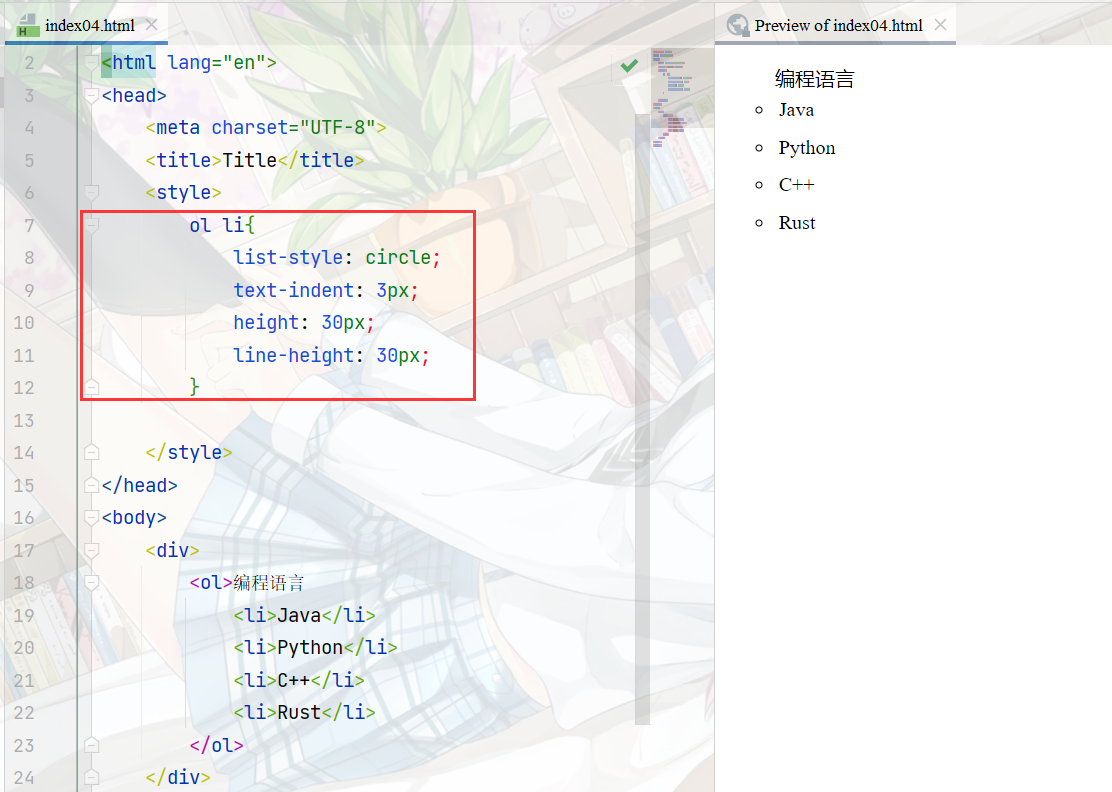 index04.html
2 <html lang="en">
3 <head>
4 <meta charset="UTF-8">
5 <title>Title</title>
6 <style>
7 ol li{
8 list-style: circle;
9 text-indent: 3px;
10 height: 30px;
11 line-height: 30px;
12 }
13
14 </style>
15 </head>
16 <body>
17 <div>
18 <ol>编程语言
19 <li>Java</li>
20 <li>Python</li>
21 <li>C++</li>
22 <li>Rust</li>
23 </ol>
24 </div>
Preview of index04.html
编程语言
Java
Python
C++
Rust